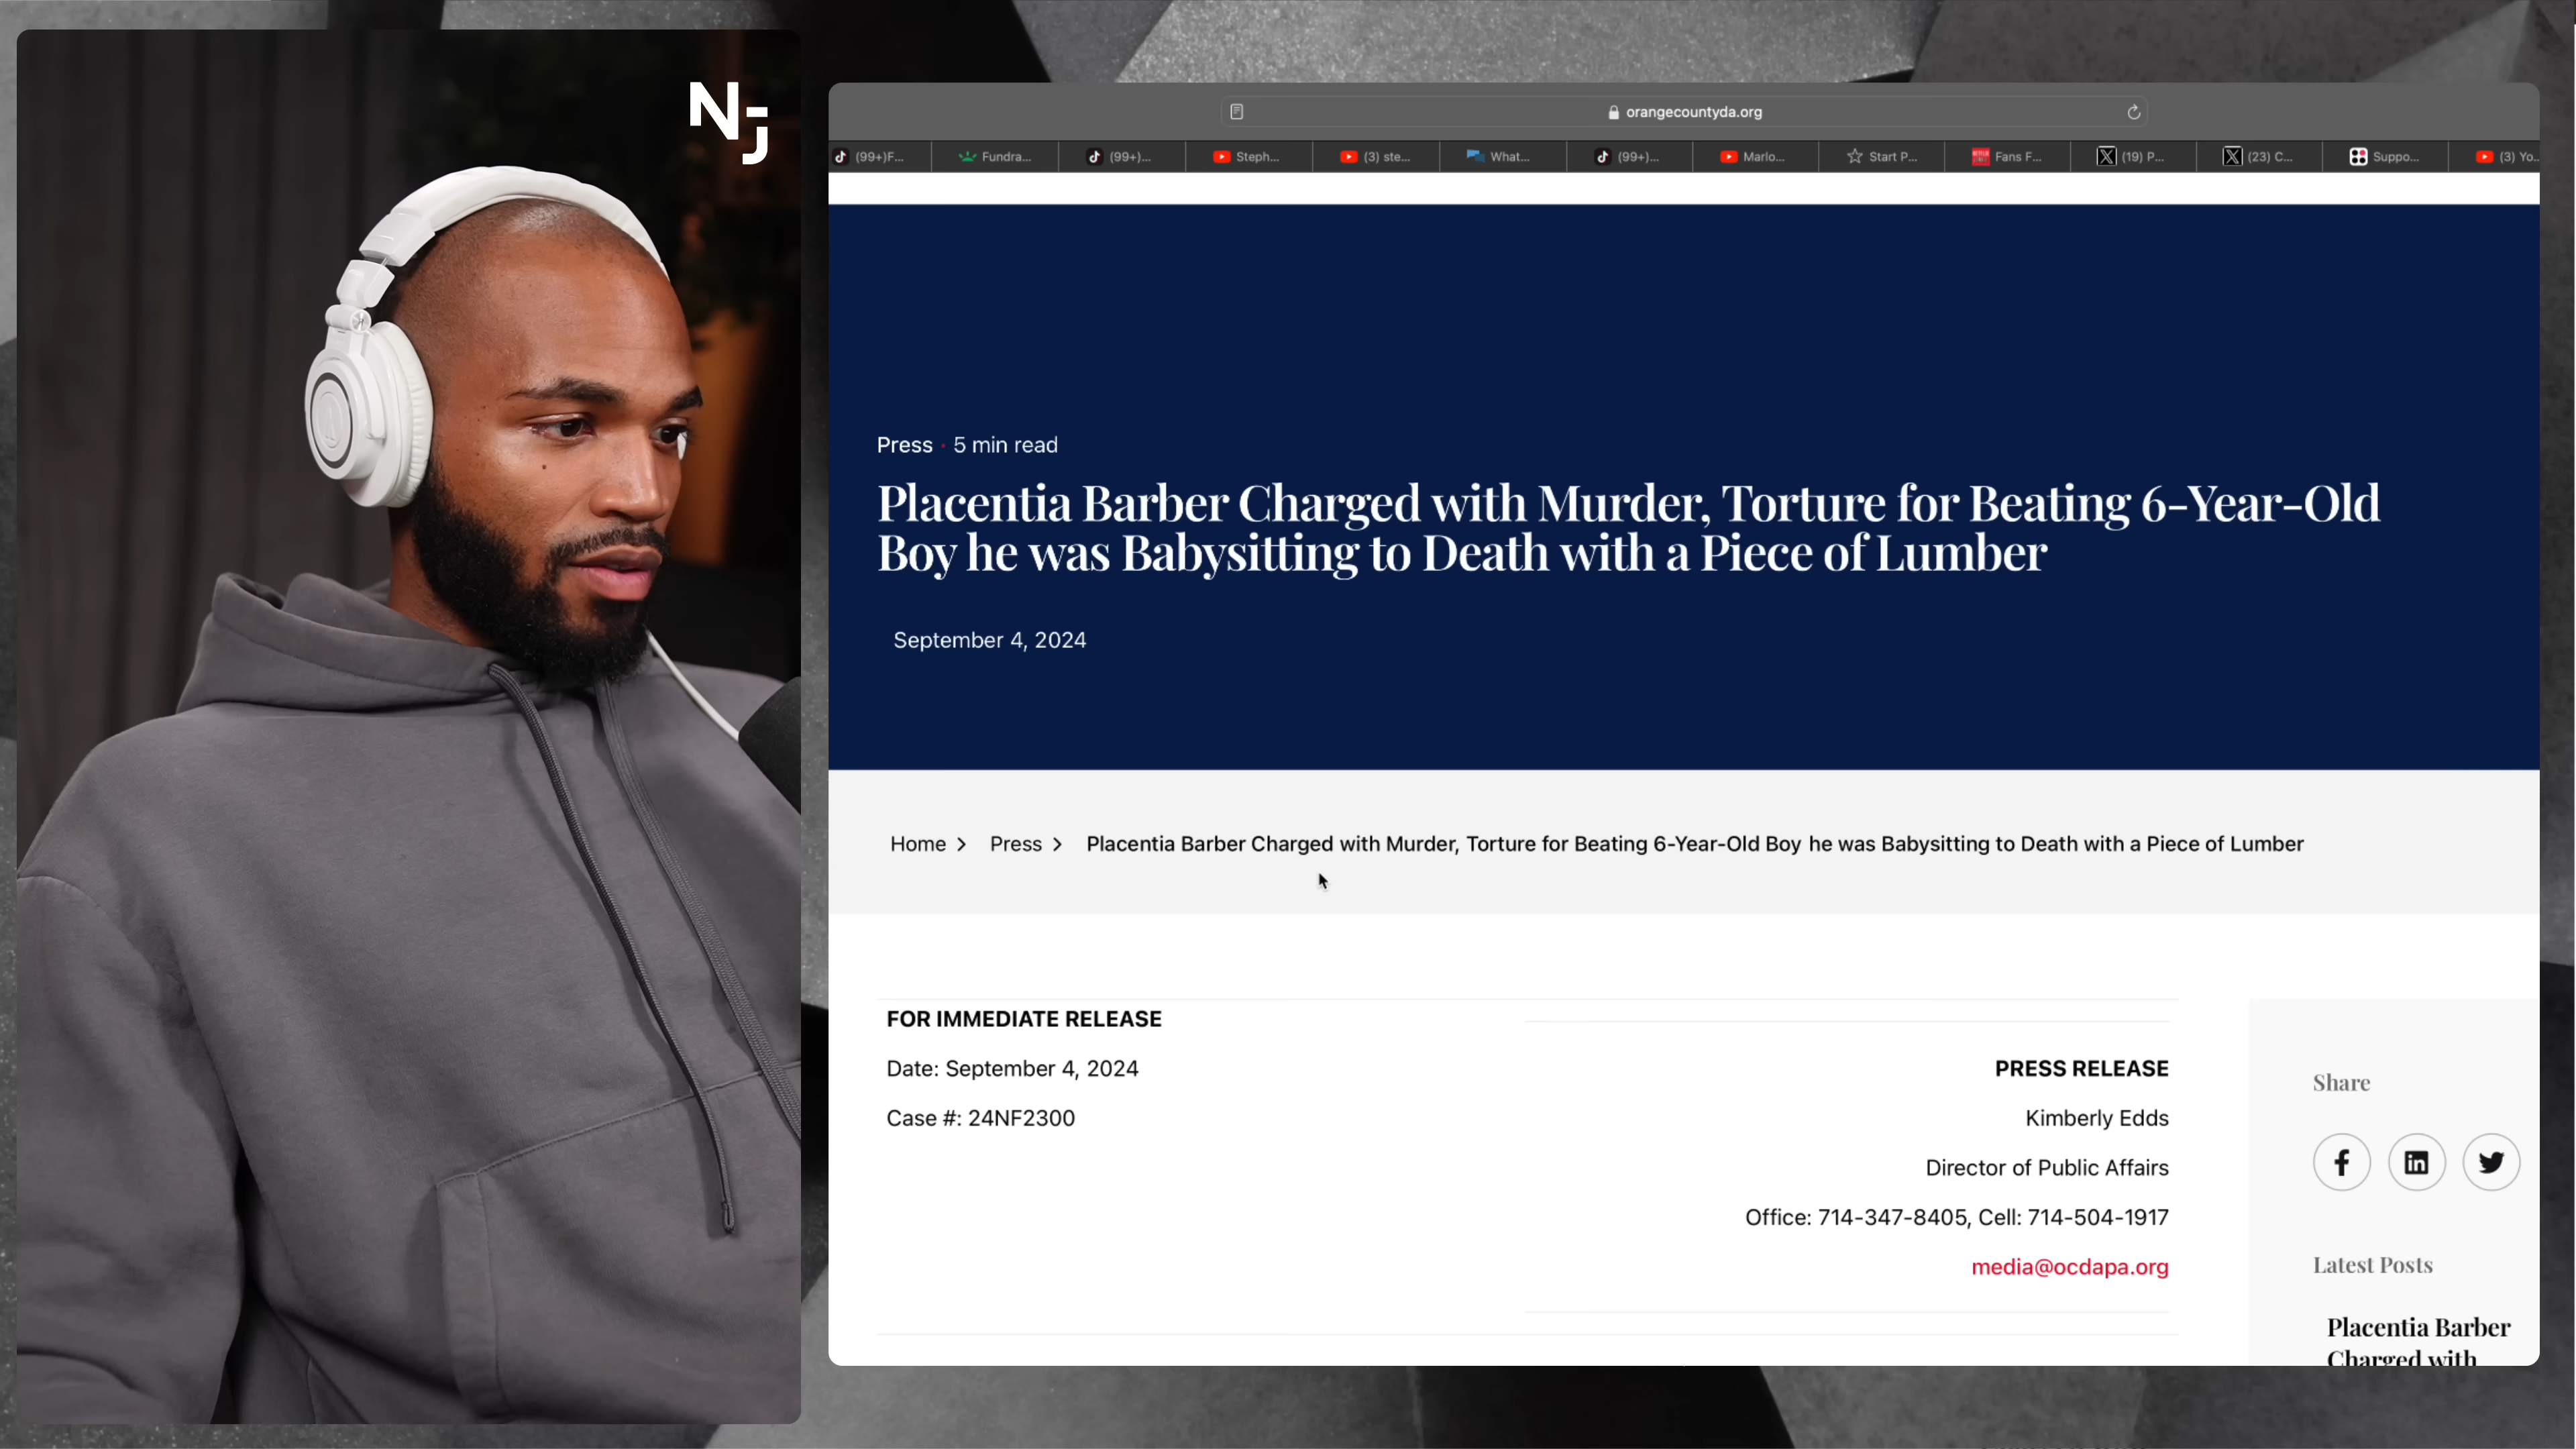 NJ
orangecountyda.org
(99+)F...
Fundra...
(99+)...
Steph...
(3) ste...
What...
(99+)...
Marlo...
Start P...
Fans F...
(19) P...
(23) C...
Suppo...
(3) Yo..
Press · 5 min read
Placentia Barber Charged with Murder, Torture for Beating 6-Year-Old
Boy he was Babysitting to Death with a Piece of Lumber
September 4, 2024
Home > Press > Placentia Barber Charged with Murder, Torture for Beating 6-Year-Old Boy he was Babysitting to Death with a Piece of Lumber
FOR IMMEDIATE RELEASE
Date: September 4, 2024
Case #: 24NF2300
PRESS RELEASE
Kimberly Edds
Director of Public Affairs
Office: 714-347-8405, Cell: 714-504-1917
media@ocdapa.org
Share
Latest Posts
Placentia Barber
Charged with